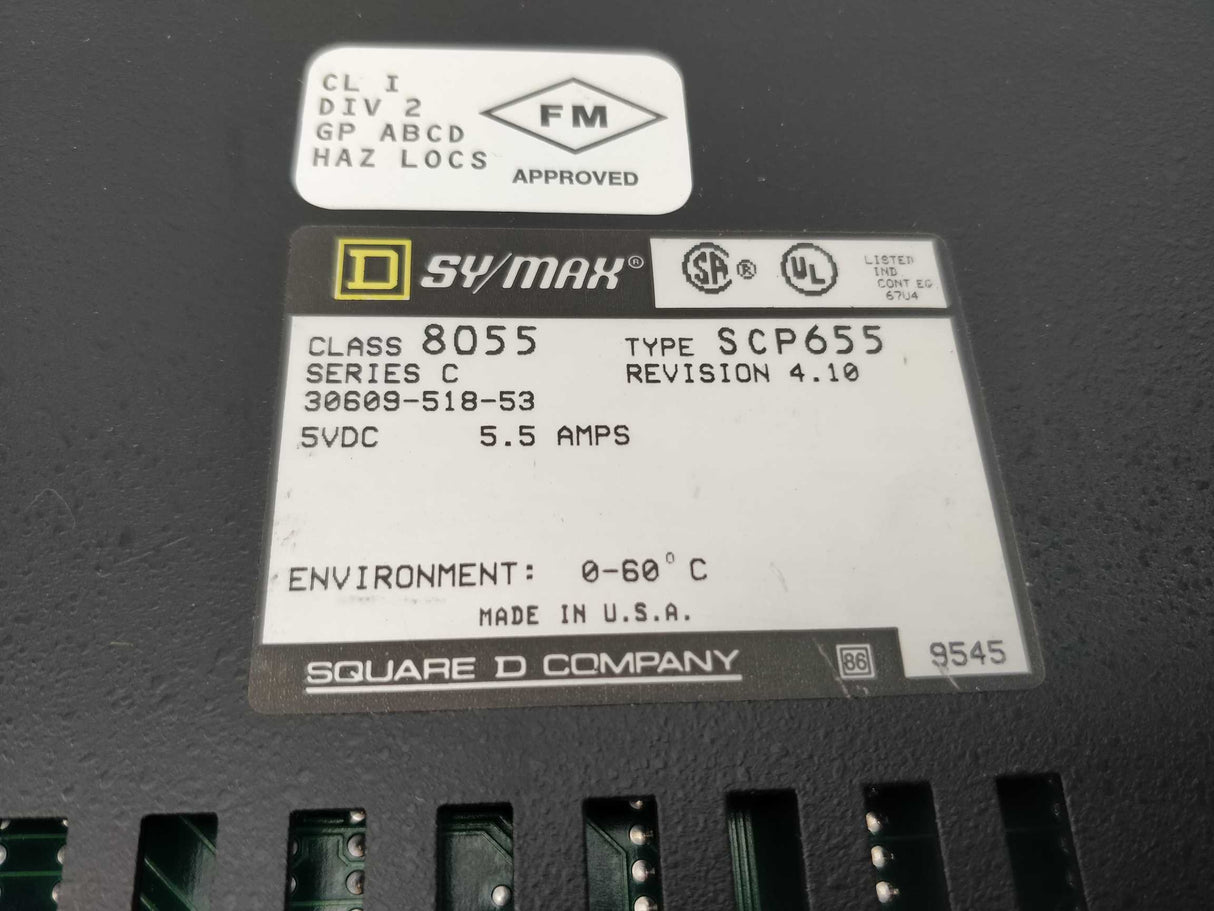 CL I
DIV 2
GP ABCD
HAZ LOCS
FM
APPROVED
D SY/MAX®
SA ® UL
LISTED
IND
CONT EQ
67U4
CLASS 8055 TYPE SCP655
SERIES C REVISION 4.10
30609-518-53
5VDC 5.5 AMPS
ENVIRONMENT: 0-60° C
MADE IN U.S.A.
SQUARE D COMPANY 86 9545